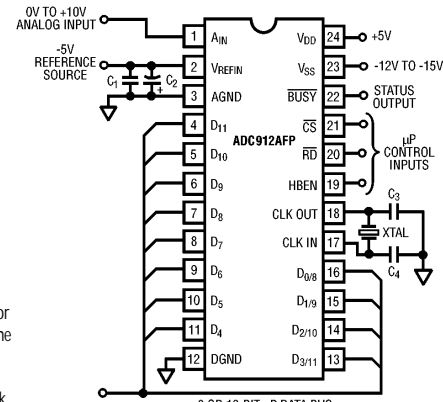 0V TO +10V
ANALOG INPUT
-5V
REFERENCE
SOURCE
C1
C2
+
1 AIN
2 VREFIN
3 AGND
4 D11
5 D10
6 D9
7 D8
8 D7
9 D6
10 D5
11 D4
12 DGND
ADC912AFP
VDD 24 +5V
VSS 23 -12V TO -15V
BUSY 22 STATUS
OUTPUT
CS 21
RD 20
HBEN 19
µP
CONTROL
INPUTS
CLK OUT 18
CLK IN 17
C3
XTAL
C4
D0/8 16
D1/9 15
D2/10 14
D3/11 13
or
he
k